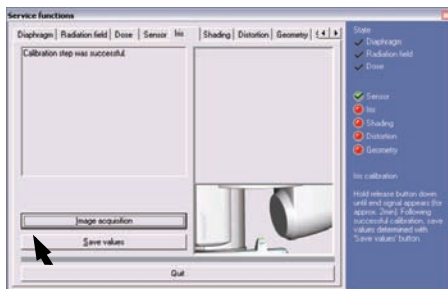 Service functions
Diaphragm
Radiation field
Dose
Sensor
Iris
Shading
Distortion
Geometry
Calibration step was successful.
Image acquisition
Save values
Quit
State
Diaphragm
Radiation field
Dose
Sensor
Iris
Shading
Distortion
Geometry
Iris calibration
Hold release button down
until end signal appears (for
approx. 2min). Following
successful calibration, save
values determined with
'Save values' button